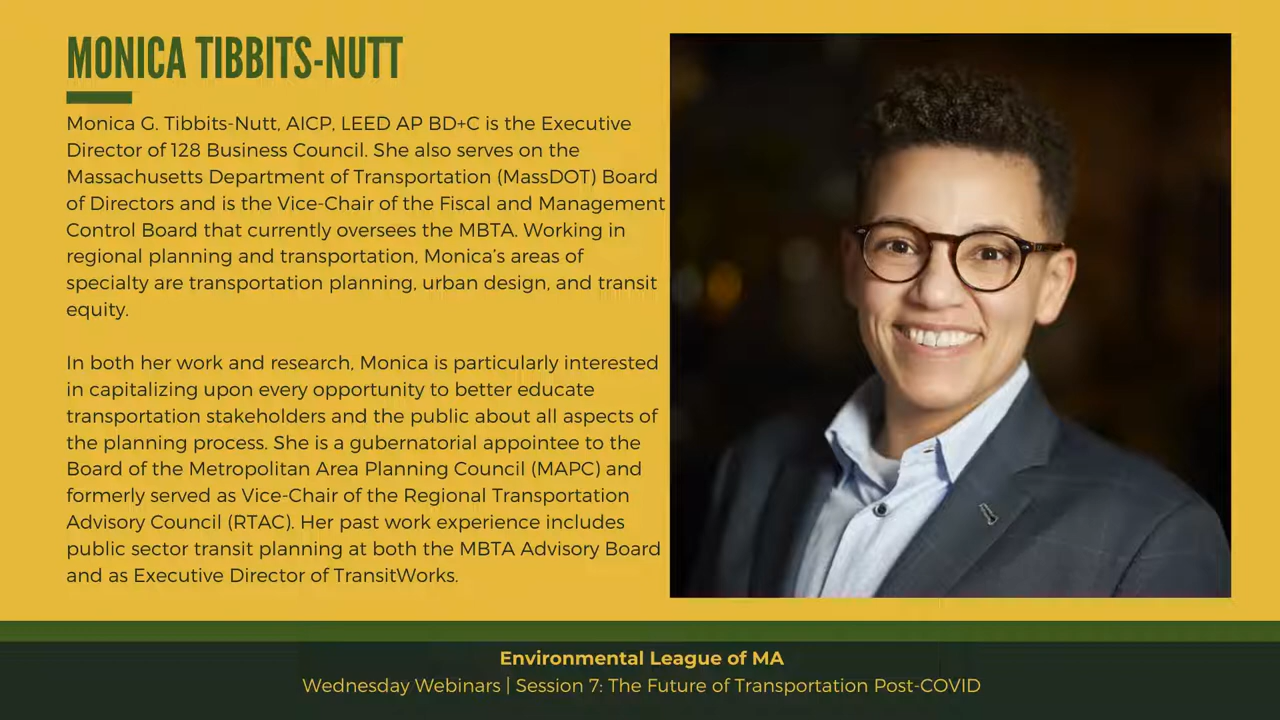 MONICA TIBBITS-NUTT
Monica G. Tibbits-Nutt, AICP, LEED AP BD+C is the Executive
Director of 128 Business Council. She also serves on the
Massachusetts Department of Transportation (MassDOT) Board
of Directors and is the Vice-Chair of the Fiscal and Management
Control Board that currently oversees the MBTA. Working in
regional planning and transportation, Monica’s areas of
specialty are transportation planning, urban design, and transit
equity.
In both her work and research, Monica is particularly interested
in capitalizing upon every opportunity to better educate
transportation stakeholders and the public about all aspects of
the planning process. She is a gubernatorial appointee to the
Board of the Metropolitan Area Planning Council (MAPC) and
formerly served as Vice-Chair of the Regional Transportation
Advisory Council (RTAC). Her past work experience includes
public sector transit planning at both the MBTA Advisory Board
and as Executive Director of TransitWorks.
Environmental League of MA
Wednesday Webinars | Session 7: The Future of Transportation Post-COVID